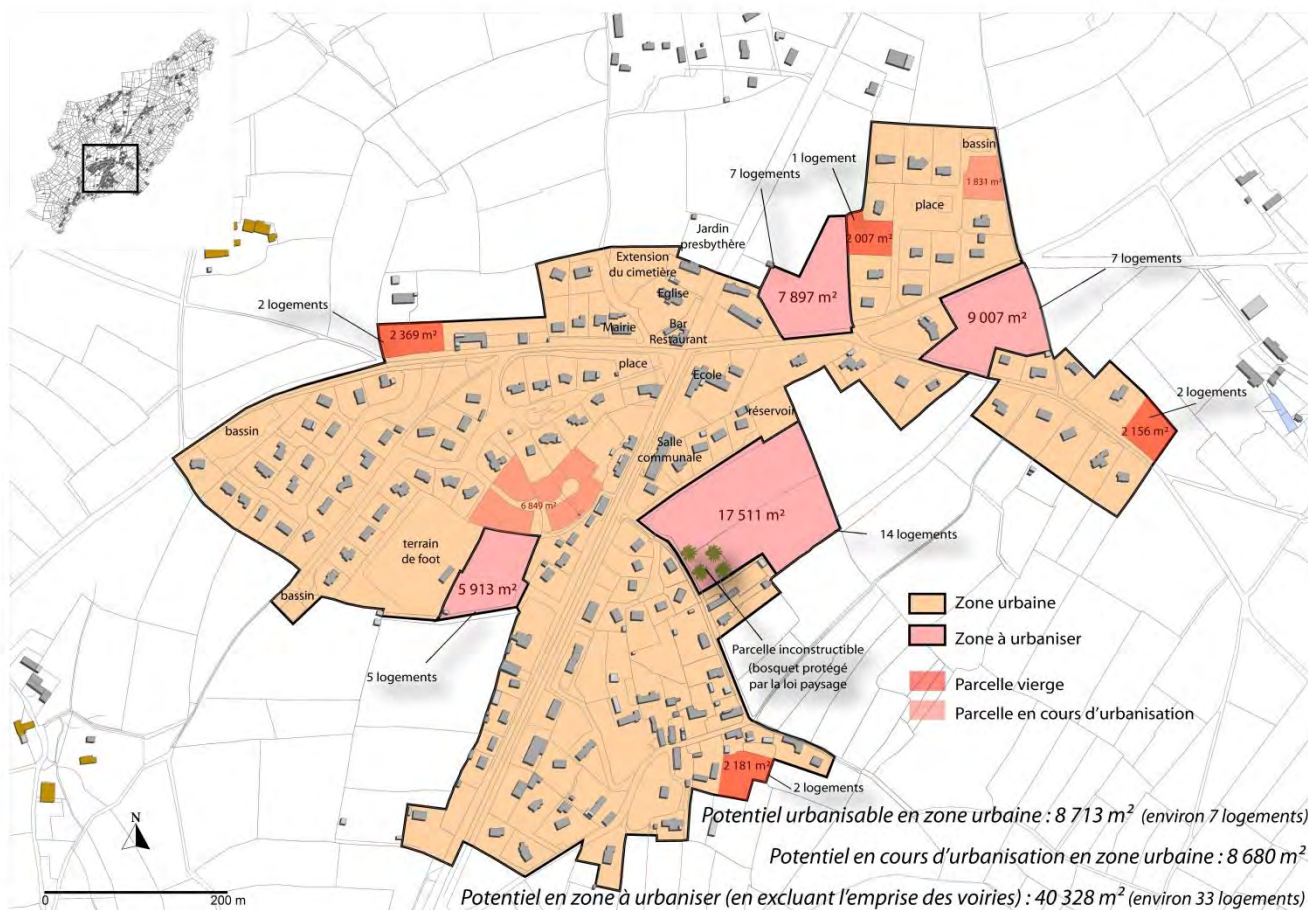 bassin
1 logement
7 logements
1 831 m²
place
Jardin
presbythère
2 007 m²
Extension
du cimetière
7 logements
Eglise
7 897 m²
2 logements
9 007 m²
2 369 m²
Mairie
Bar
Restaurant
place
Ecole
2 logements
réservoir
bassin
2 156 m²
Salle
communale
6 849 m²
17 511 m²
terrain
de foot
14 logements
5 913 m²
bassin
Zone urbaine
Zone à urbaniser
Parcelle inconstructible
(bosquet protégé
par la loi paysage
5 logements
Parcelle vierge
Parcelle en cours d'urbanisation
2 181 m²
2 logements
Potentiel urbanisable en zone urbaine : 8 713 m² (environ 7 logements)
N
Potentiel en cours d'urbanisation en zone urbaine : 8 680 m²
0 200 m
Potentiel en zone à urbaniser (en excluant l'emprise des voiries) : 40 328 m² (environ 33 logements)